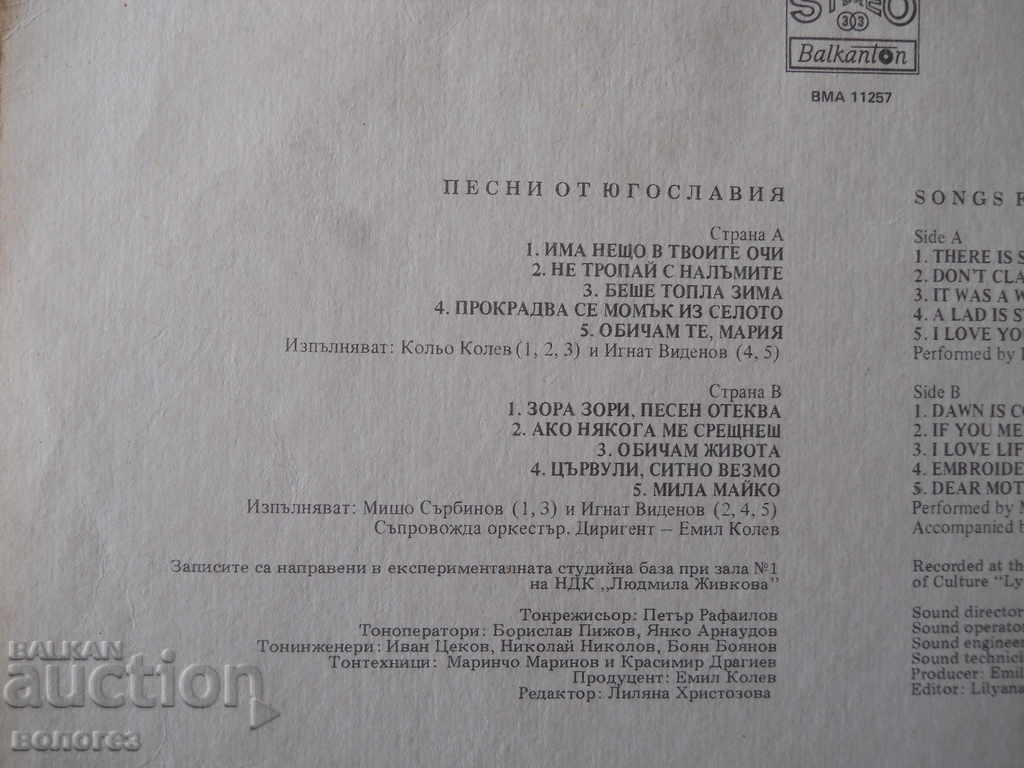 STEREO
33
Balkanton
ВМА 11257
ПЕСНИ ОТ ЮГОСЛАВИЯ
Страна А
1. ИМА НЕЩО В ТВОИТЕ ОЧИ
2. НЕ ТРОПАЙ С НАЛЪМИТЕ
3. БЕШЕ ТОПЛА ЗИМА
4. ПРОКРАДВА СЕ МОМЪК ИЗ СЕЛОТО
5. ОБИЧАМ ТЕ, МАРИЯ
Изпълняват: Кольо Колев (1, 2, 3) и Игнат Виденов (4, 5)
Страна В
1. ЗОРА ЗОРИ, ПЕСЕН ОТЕКВА
2. АКО НЯКОГА МЕ СРЕЩНЕШ
3. ОБИЧАМ ЖИВОТА
4. ЦЪРВУЛИ, СИТНО ВЕЗМО
5. МИЛА МАЙКО
Изпълняват: Мишо Сърбинов (1, 3) и Игнат Виденов (2, 4, 5)
Съпровожда оркестър. Диригент – Емил Колев
Записите са направени в експерименталната студийна база при зала №1
на НДК „Людмила Живкова”
Тонрежисьор: Петър Рафаилов
Тоноператори: Борислав Пижов, Янко Арнаудов
Тонинженери: Иван Цеков, Николай Николов, Боян Боянов
Тонтехници: Маринчо Маринов и Красимир Драгиев
Продуцент: Емил Колев
Редактор: Лиляна Христозова
SONGS F
Side A
1. THERE IS S
2. DON'T CLA
3. IT WAS A W
4. A LAD IS S
5. I LOVE YO
Performed by
Side B
1. DAWN IS CO
2. IF YOU ME
3. I LOVE LIF
4. EMBROIDE
5. DEAR MOT
Performed by
Accompanied b
Recorded at the
of Culture "Ly
Sound director
Sound operator
Sound engineer
Sound technici
Producer: Emil
Editor: Lilyana
BALKAN
auction
вопогез